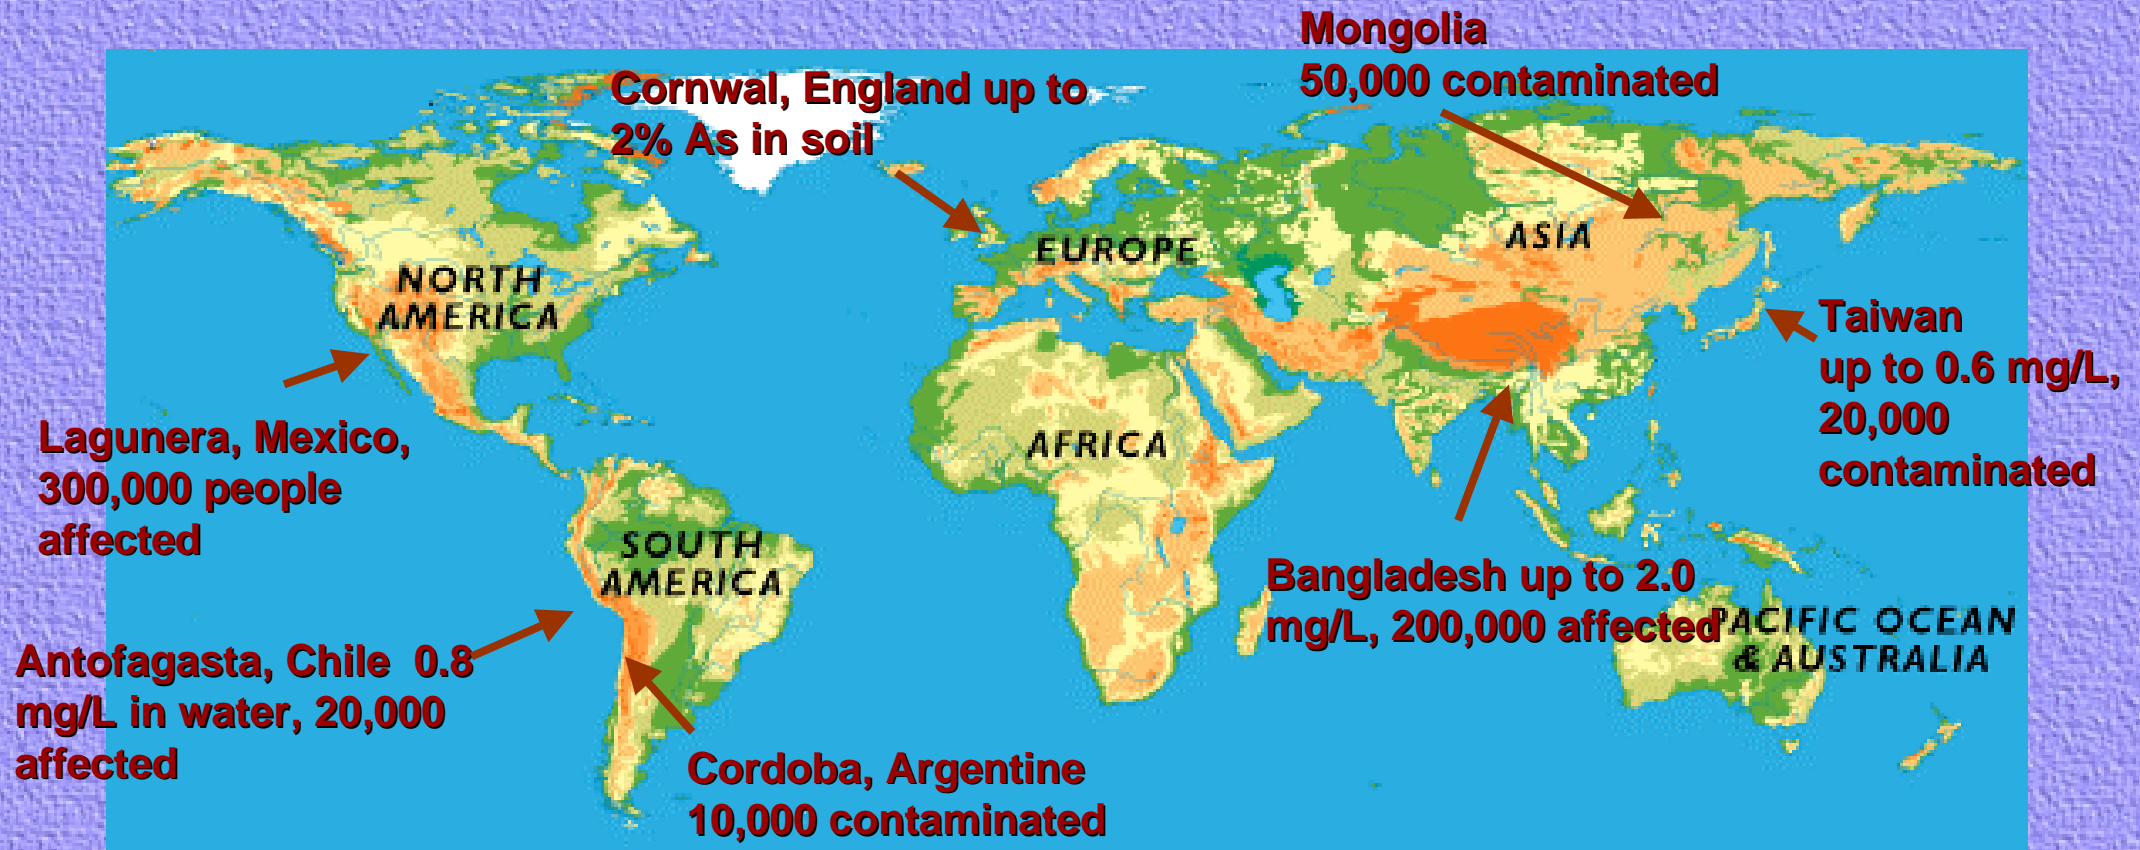 Mongolia
50,000 contaminated
Cornwal, England up to
2% As in soil
ASIA
EUROPE
NORTH
AMERICA
Taiwan
up to 0.6 mg/L,
20,000
contaminated
Lagunera, Mexico,
300,000 people
affected
AFRICA
SOUTH
AMERICA
Bangladesh up to 2.0
mg/L, 200,000 affected
PACIFIC OCEAN
& AUSTRALIA
Antofagasta, Chile 0.8
mg/L in water, 20,000
affected
Cordoba, Argentine
10,000 contaminated